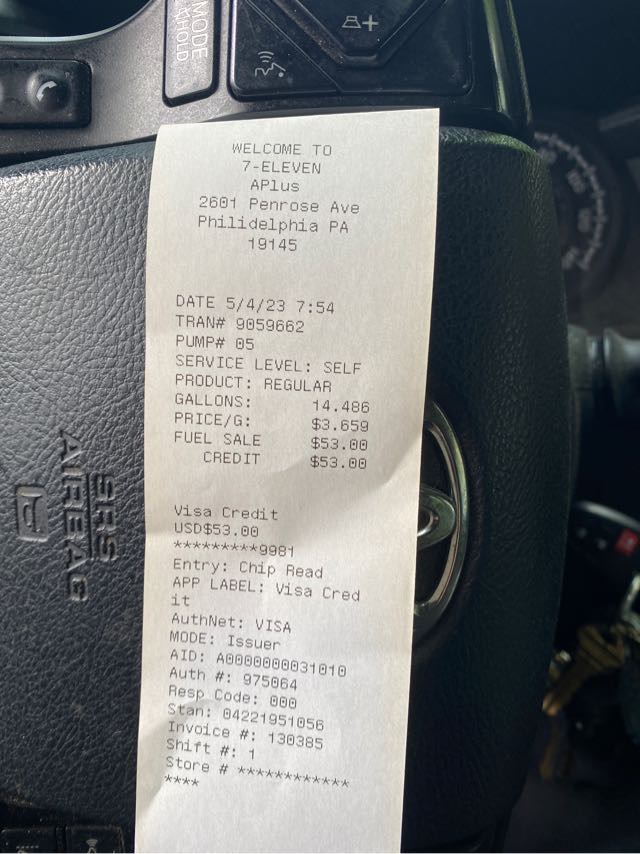 MODE
HOLD
WELCOME TO
7-ELEVEN
APlus
2601 Penrose Ave
Philidelphia PA
19145
DATE 5/4/23 7:54
TRAN# 9059662
PUMP# 05
SERVICE LEVEL: SELF
PRODUCT: REGULAR
GALLONS: 14.486
PRICE/G: $3.659
FUEL SALE $53.00
CREDIT $53.00
Visa Credit
USD$53.00
*********9981
Entry: Chip Read
APP LABEL: Visa Cred
it
AuthNet: VISA
MODE: Issuer
AID: A0000000031010
Auth #: 975064
Resp Code: 000
Stan: 04221951056
Invoice #: 130385
Shift #: 1
Store # ************
****
SRS
AIRBAG